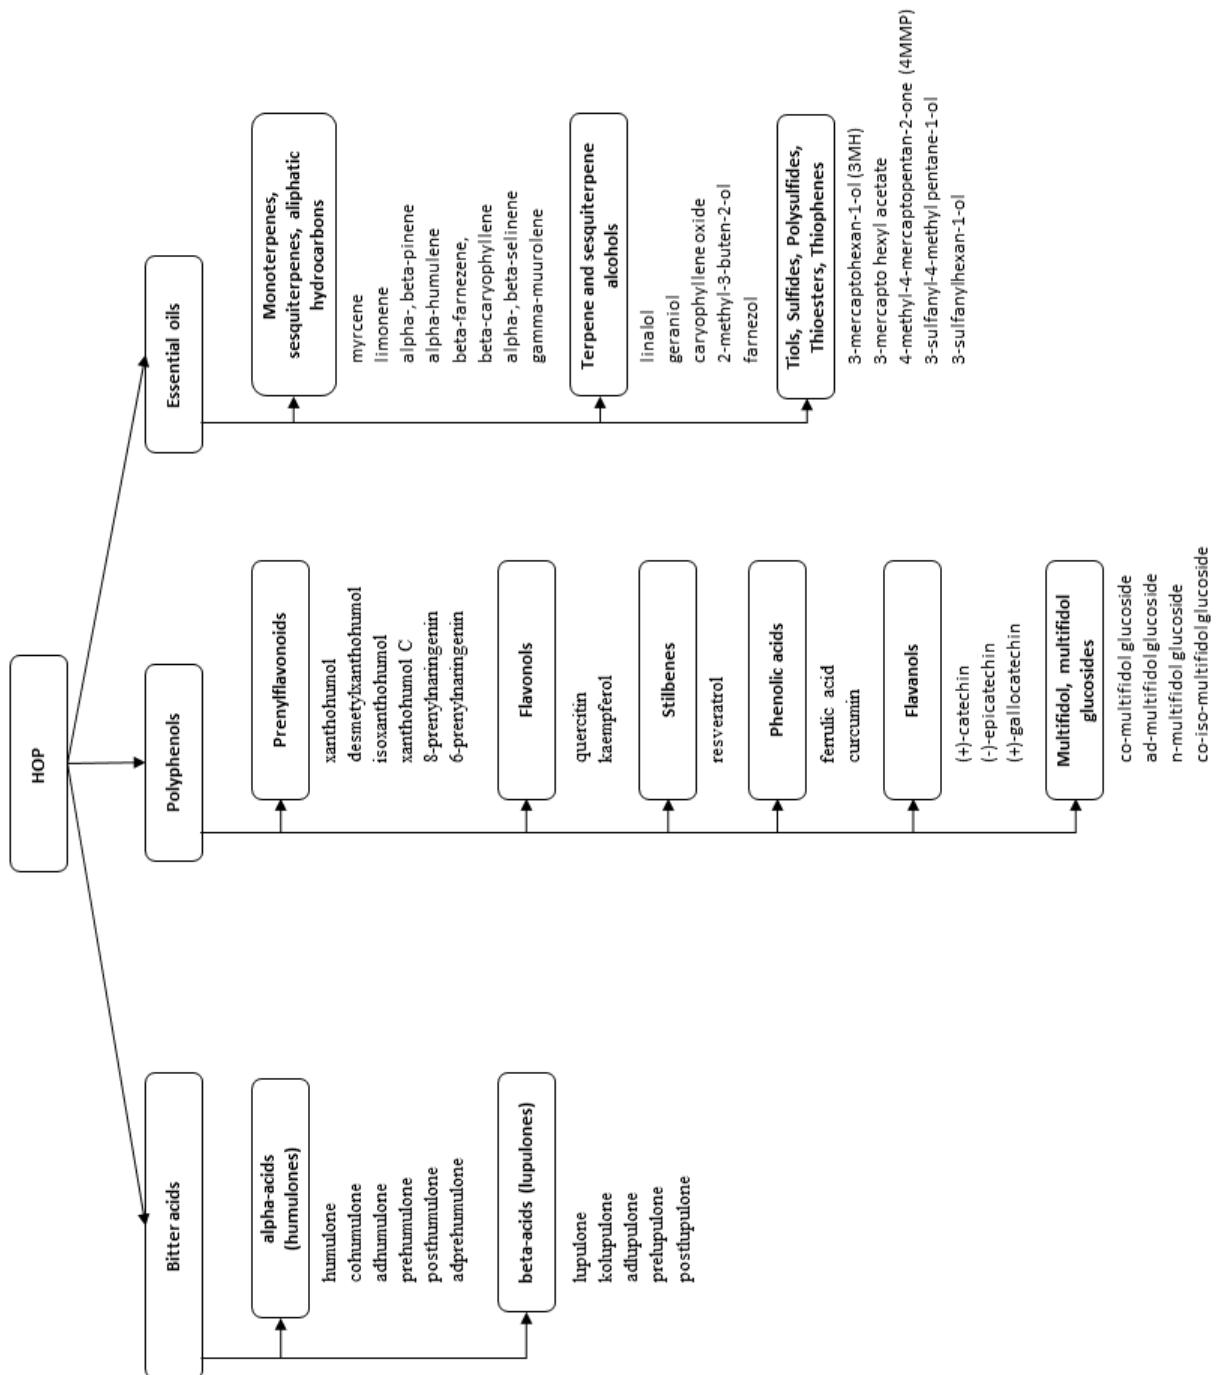 HOP
Bitter acids
alpha-acids
(humulones)
humulone
cohumulone
adhumulone
prehumulone
posthumulone
adprehumulone
beta-acids (lupulones)
lupulone
kolupulone
adlupulone
prelupulone
postlupulone
Polyphenols
Prenylflavonoids
xanthohumol
desmetylxanthohumol
isoxanthohumol
xanthohumol C
8-prenylnaringenin
6-prenylnaringenin
Flavonols
quercitin
kaempferol
Stilbenes
resveratrol
Phenolic acids
ferrulic acid
curcumin
Flavanols
(+)-catechin
(-)-epicatechin
(+)-gallocatechin
Multifidol, multifidol
glucosides
co-multifidol glucoside
ad-multifidol glucoside
n-multifidol glucoside
co-iso-multifidol glucoside
Essential oils
Monoterpenes,
sesquiterpenes, aliphatic
hydrocarbons
myrcene
limonene
alpha-, beta-pinene
alpha-humulene
beta-farnezene,
beta-caryophyllene
alpha-, beta-selinene
gamma-muurolene
Terpene and sesquiterpene
alcohols
linalol
geraniol
caryophyllene oxide
2-methyl-3-buten-2-ol
farnezol
Tiols, Sulfides, Polysulfides,
Thioesters, Thiophenes
3-mercaptohexan-1-ol (3MH)
3-mercapto hexyl acetate
4-methyl-4-mercaptopentan-2-one (4MMP)
3-sulfanyl-4-methyl pentane-1-ol
3-sulfanylhexan-1-ol